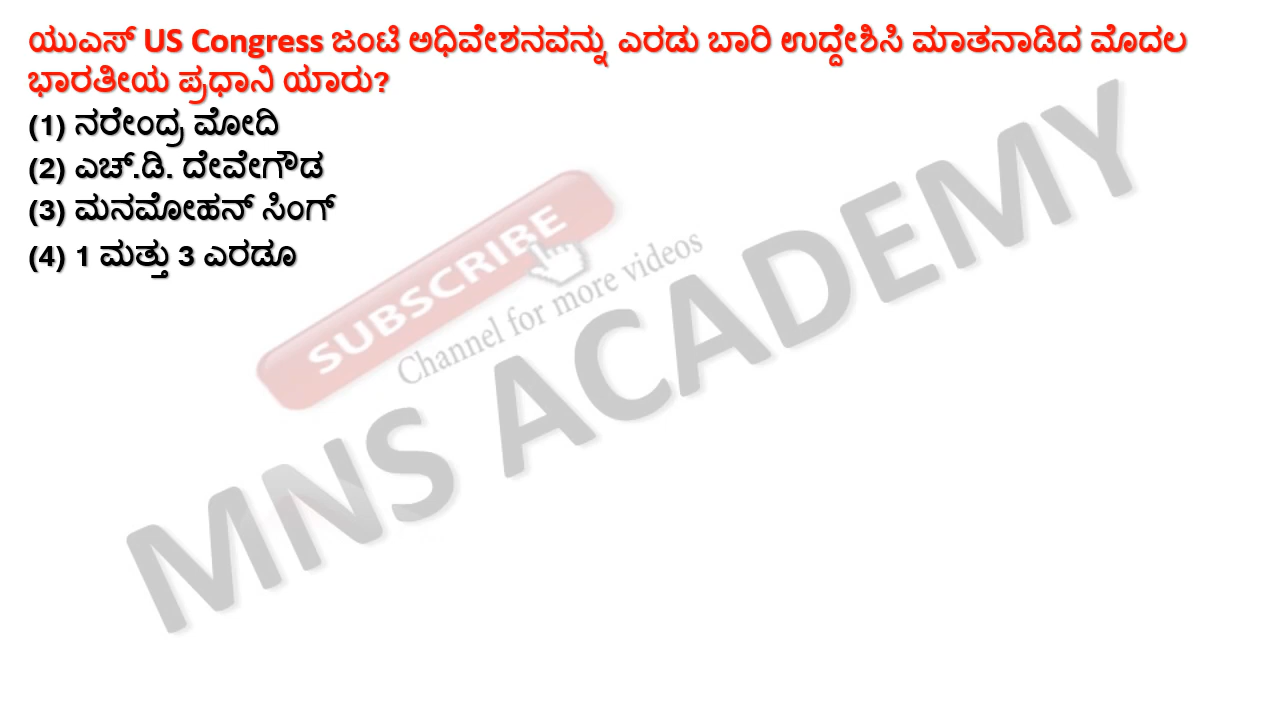 ಯುಎಸ್ US Congress ಜಂಟಿ ಅಧಿವೇಶನವನ್ನು ಎರಡು ಬಾರಿ ಉದ್ದೇಶಿಸಿ ಮಾತನಾಡಿದ ಮೊದಲ
ಭಾರತೀಯ ಪ್ರಧಾನಿ ಯಾರು?
(1) ನರೇಂದ್ರ ಮೋದಿ
(2) ಎಚ್.ಡಿ. ದೇವೇಗೌಡ
(3) ಮನಮೋಹನ್ ಸಿಂಗ್
(4) 1 ಮತ್ತು 3 ಎರಡೂ
SUBSCRIBE
Channel for more videos
MNS ACADEMY